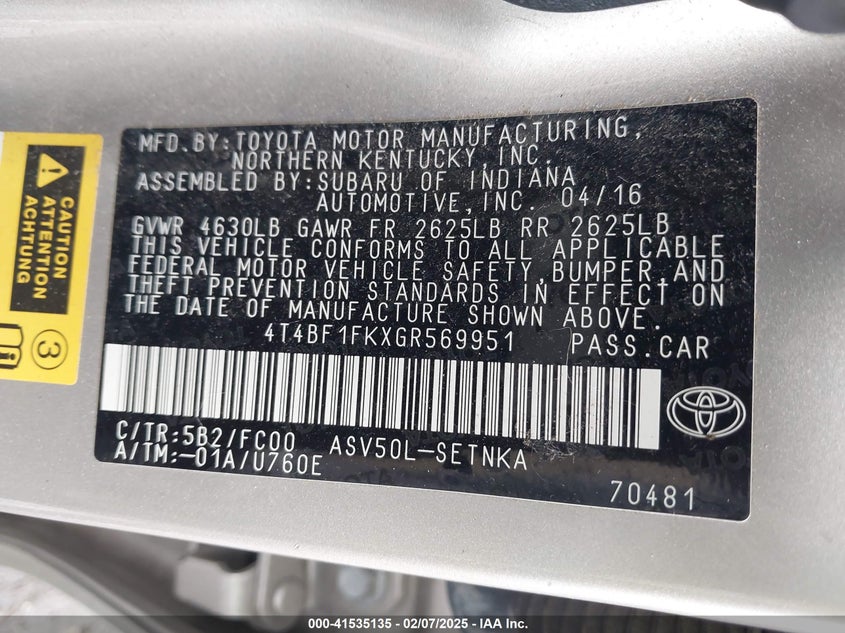 MFD.BY:TOYOTA MOTOR MANUFACTURING,
NORTHERN KENTUCKY,INC.
ASSEMBLED BY:SUBARU OF INDIANA
AUTOMOTIVE,INC. 04/16
GVWR 4630LB GAWR FR 2625LB RR 2625LB
THIS VEHICLE CONFORMS TO ALL APPLICABLE
FEDERAL MOTOR VEHICLE SAFETY,BUMPER,AND
THEFT PREVENTION STANDARDS IN EFFECT ON
THE DATE OF MANUFACTURE SHOWN ABOVE.
4T4BF1FKXGR569951 PASS.CAR
C/TR:5B2/FC00 ASV50L-SETNKA
A/TM:-01A/U760E
70481
CAUTION
ATTENTION
ACHTUNG
3
000-41535135 - 02/07/2025 - IAA Inc.